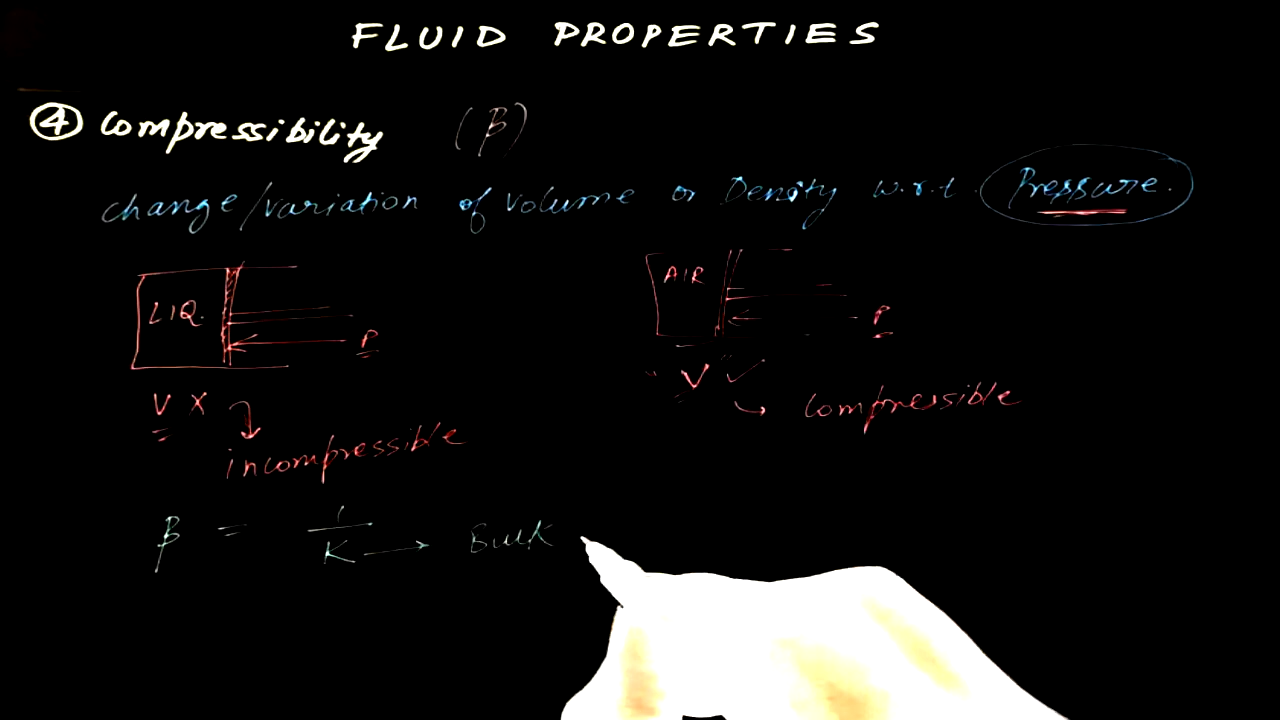 FLUID PROPERTIES
④ Compressibility (β)
change/variation of volume or Density w.r.t. Pressure.
LIQ. P
AIR P
V X
incompressible
"V" ✓
compressible
β = 1/K → Bulk